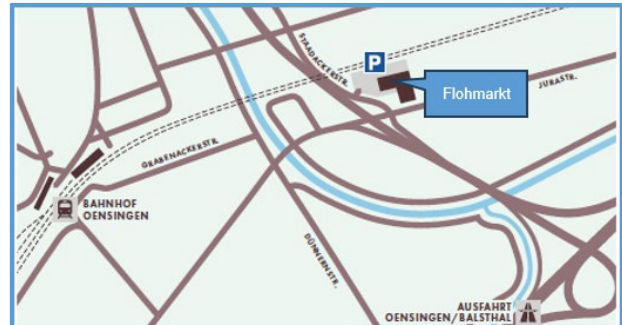 STAADACKERSTR.
P
Flohmarkt
JURASTR.
GRABENACKERSTR.
BAHNHOF
OENSINGEN
DÜNNERNSTR.
AUSFAHRT
OENSINGEN/BALSTHAL